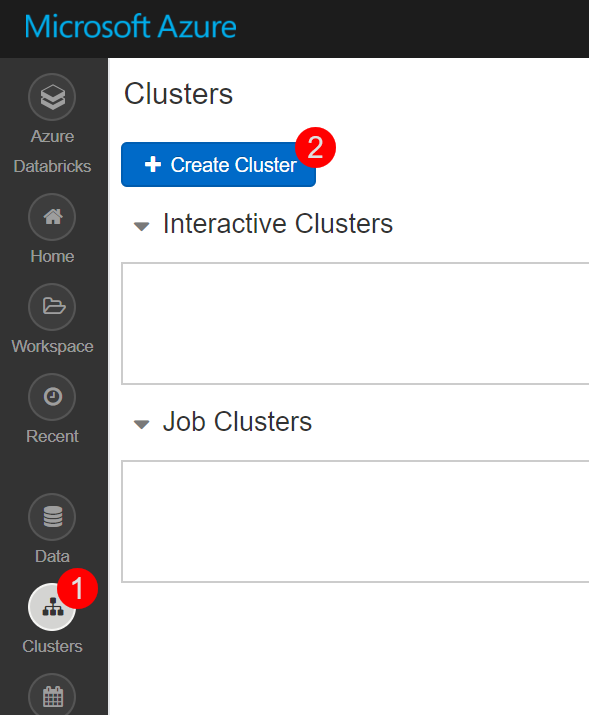 Microsoft Azure
Azure
Databricks
Home
Workspace
Recent
Data
1
Clusters
Clusters
2
Create Cluster
Interactive Clusters
Job Clusters